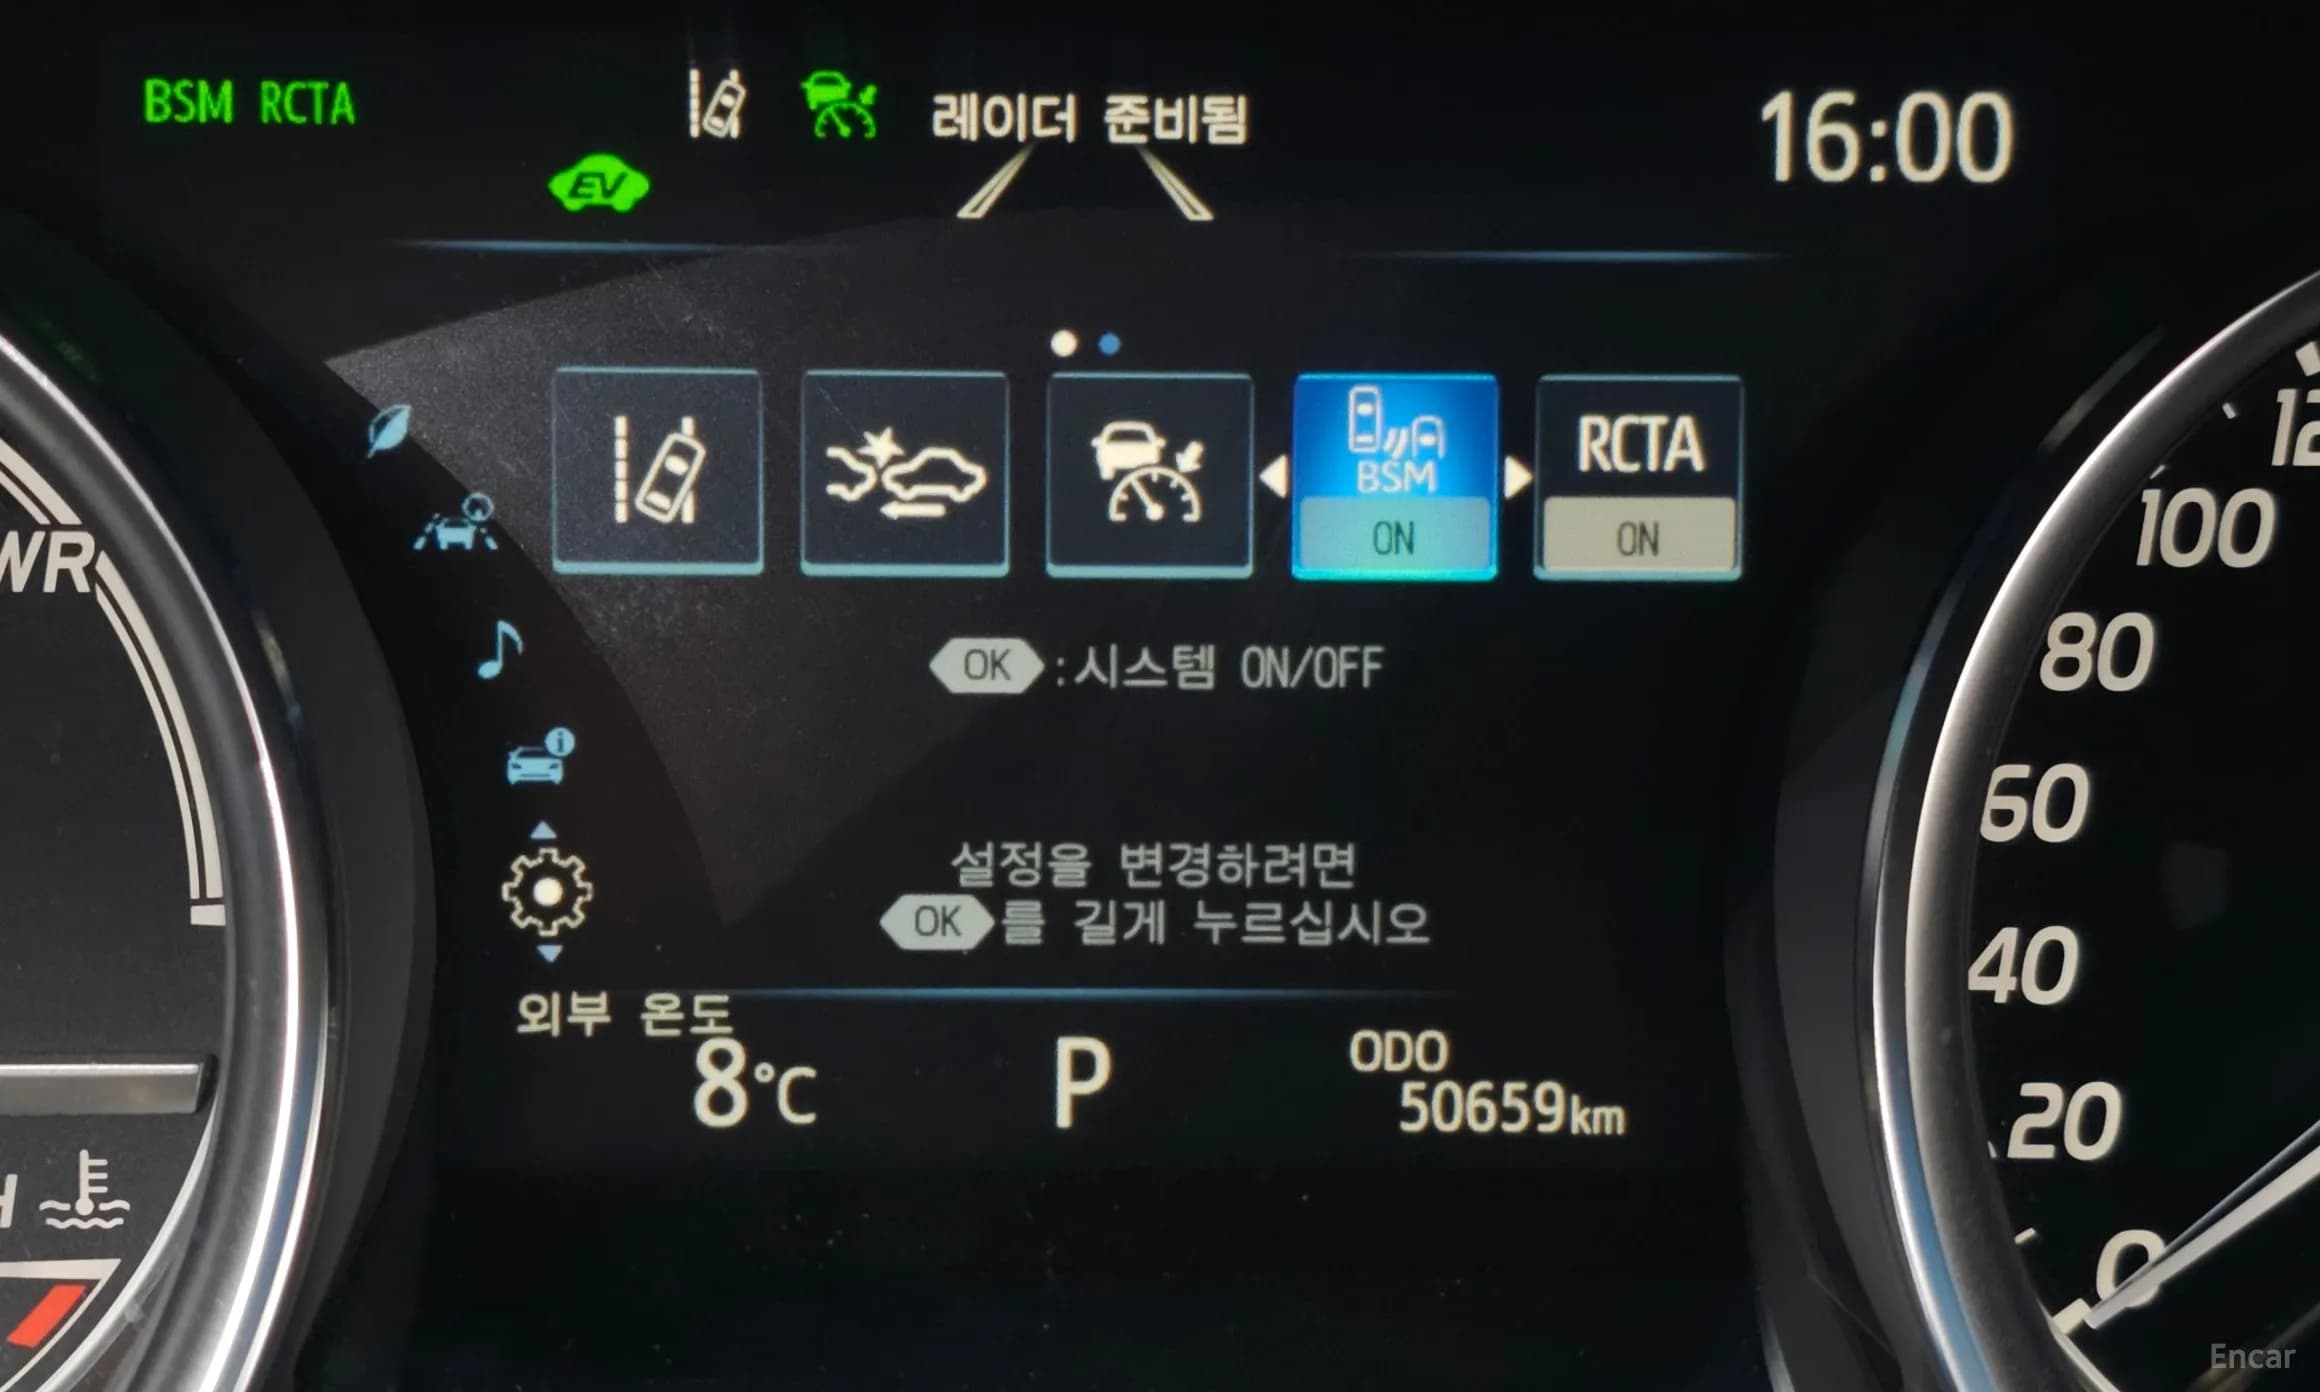 BSM RCTA
레이더 준비됨
16:00
EV
BSM
ON
RCTA
ON
OK :시스템 ON/OFF
설정을 변경하려면
OK 를 길게 누르십시오
외부 온도
8°C
P
ODO
50659km
100
80
60
40
20
0
Encar